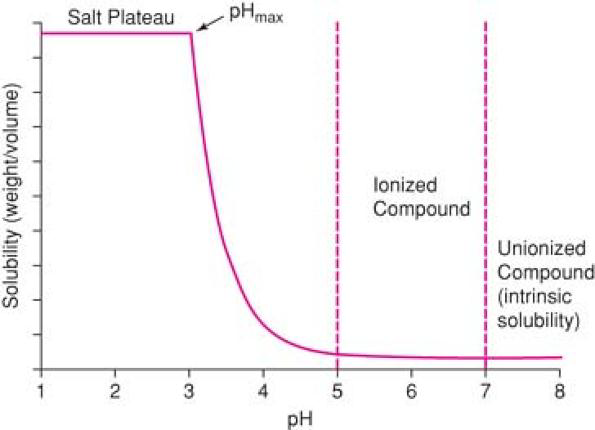 Salt Plateau
pHmax
Solubility (weight/volume)
Ionized
Compound
Unionized
Compound
(intrinsic
solubility)
1 2 3 4 5 6 7 8
pH